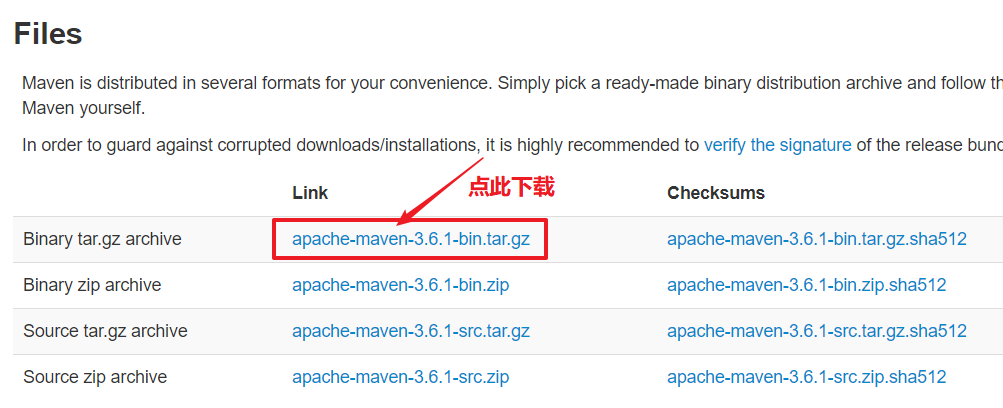 Files
Maven is distributed in several formats for your convenience. Simply pick a ready-made binary distribution archive and follow th
Maven yourself.
In order to guard against corrupted downloads/installations, it is highly recommended to verify the signature of the release bund
点此下载
Link Checksums
Binary tar.gz archive apache-maven-3.6.1-bin.tar.gz apache-maven-3.6.1-bin.tar.gz.sha512
Binary zip archive apache-maven-3.6.1-bin.zip apache-maven-3.6.1-bin.zip.sha512
Source tar.gz archive apache-maven-3.6.1-src.tar.gz apache-maven-3.6.1-src.tar.gz.sha512
Source zip archive apache-maven-3.6.1-src.zip apache-maven-3.6.1-src.zip.sha512